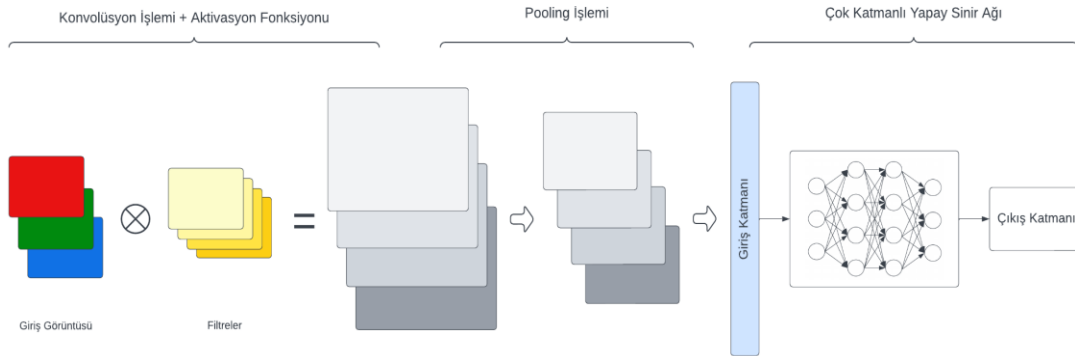 Konvolüsyon İşlemi + Aktivasyon Fonksiyonu
Pooling İşlemi
Çok Katmanlı Yapay Sinir Ağı
Giriş Görüntüsü
Filtreler
Giriş Katmanı
Çıkış Katmanı